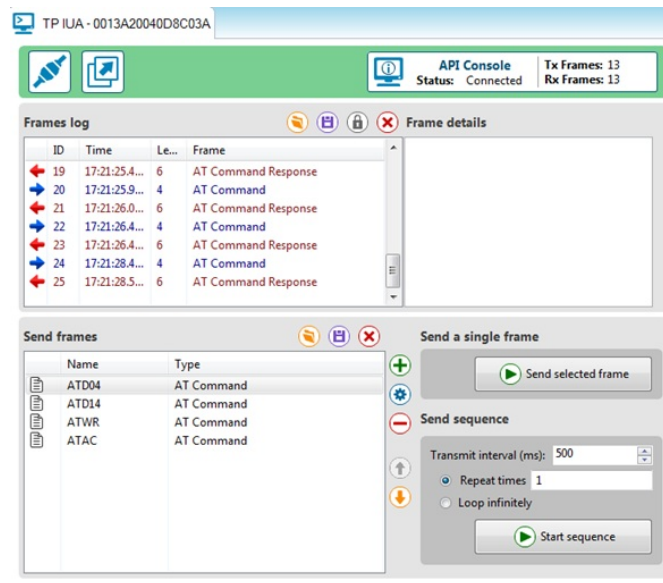 TP IUA - 0013A20040D8C03A
API Console
Status: Connected
Tx Frames: 13
Rx Frames: 13
Frames log
Frame details
ID Time Le... Frame
19 17:21:25.4... 6 AT Command Response
20 17:21:25.9... 4 AT Command
21 17:21:26.0... 6 AT Command Response
22 17:21:26.4... 4 AT Command
23 17:21:26.4... 6 AT Command Response
24 17:21:28.4... 4 AT Command
25 17:21:28.5... 6 AT Command Response
Send frames
Name Type
ATD04 AT Command
ATD14 AT Command
ATWR AT Command
ATAC AT Command
Send a single frame
Send selected frame
Send sequence
Transmit interval (ms): 500
Repeat times 1
Loop infinitely
Start sequence